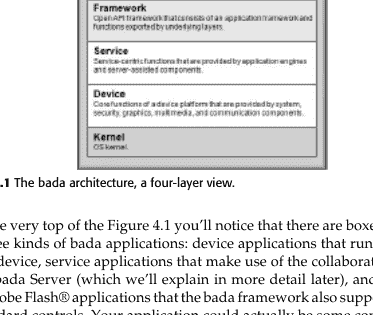 Framework
Open API framework that consists of an application framework and
functions exported by underlying layers.
Service
Service-centric functions that are provided by application engines
and server-assisted components.
Device
Core functions of a device platform that are provided by system,
security, graphics, multimedia, and communication components.
Kernel
OS kernel.
.1 The bada architecture, a four-layer view.
e very top of the Figure 4.1 you’ll notice that there are boxe
ee kinds of bada applications: device applications that run
device, service applications that make use of the collaborat
bada Server (which we’ll explain in more detail later), and
obe Flash® applications that the bada framework also suppo
dard controls. Your application could actually be some con